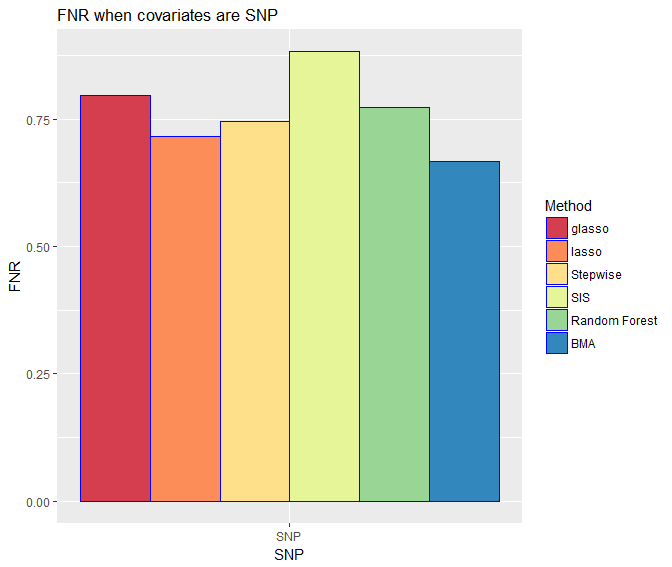 FNR when covariates are SNP
FNR
0.75
0.50
0.25
0.00
SNP
SNP
Method
glasso
lasso
Stepwise
SIS
Random Forest
BMA